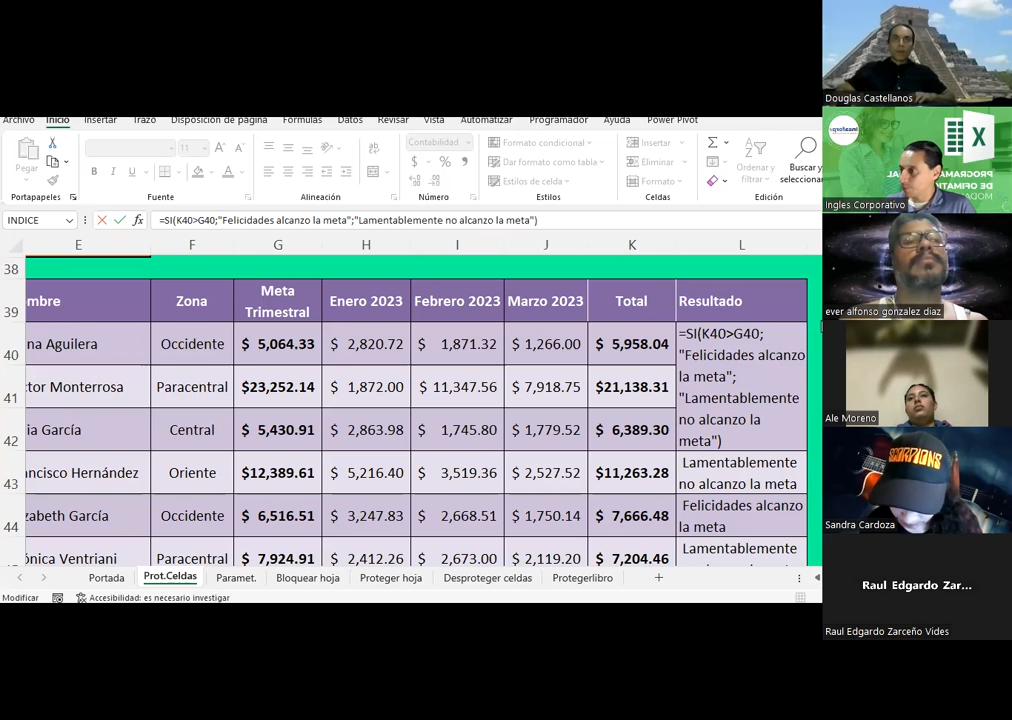 Archivo Inicio Insertar Trazo Disposición de página Fórmulas Datos Revisar Vista Automatizar Programador Ayuda Power Pivot
Pegar
11
A A
N K S
Contabilidad
$ % ,
Formato condicional
Dar formato como tabla
Estilos de celda
Insertar
Eliminar
Formato
Ordenar y
filtrar
Buscar y
seleccionar
Portapapeles Fuente Alineación Número Estilos Celdas Edición
INDICE fx =SI(K40>G40;"Felicidades alcanzo la meta";"Lamentablemente no alcanzo la meta")
E F G H I J K L
38
39 ombre Zona Meta Trimestral Enero 2023 Febrero 2023 Marzo 2023 Total Resultado
40 na Aguilera Occidente $ 5,064.33 $ 2,820.72 $ 1,871.32 $ 1,266.00 $ 5,958.04
=SI(K40>G40;
"Felicidades alcanzo
la meta";
"Lamentablemente
no alcanzo la
meta")
41 ctor Monterrosa Paracentral $23,252.14 $ 1,872.00 $ 11,347.56 $ 7,918.75 $21,138.31
42 ia García Central $ 5,430.91 $ 2,863.98 $ 1,745.80 $ 1,779.52 $ 6,389.30
43 ancisco Hernández Oriente $12,389.61 $ 5,216.40 $ 3,519.36 $ 2,527.52 $11,263.28 Lamentablemente
no alcanzo la meta
44 zabeth García Occidente $ 6,516.51 $ 3,247.83 $ 2,668.51 $ 1,750.14 $ 7,666.48 Felicidades alcanzo
la meta
ónica Ventriani Paracentral $ 7,924.91 $ 2,412.26 $ 2,673.00 $ 2,119.20 $ 7,204.46 Lamentablemente
Portada Prot.Celdas Paramet. Bloquear hoja Proteger hoja Desproteger celdas Protegerlibro
Modificar Accesibilidad: es necesario investigar
Douglas Castellanos
X
Ingles Corporativo
ever alfonso gonzalez diaz
Ale Moreno
SCORPIONS
Sandra Cardoza
Raul Edgardo Zar...
Raul Edgardo Zarceño Vides